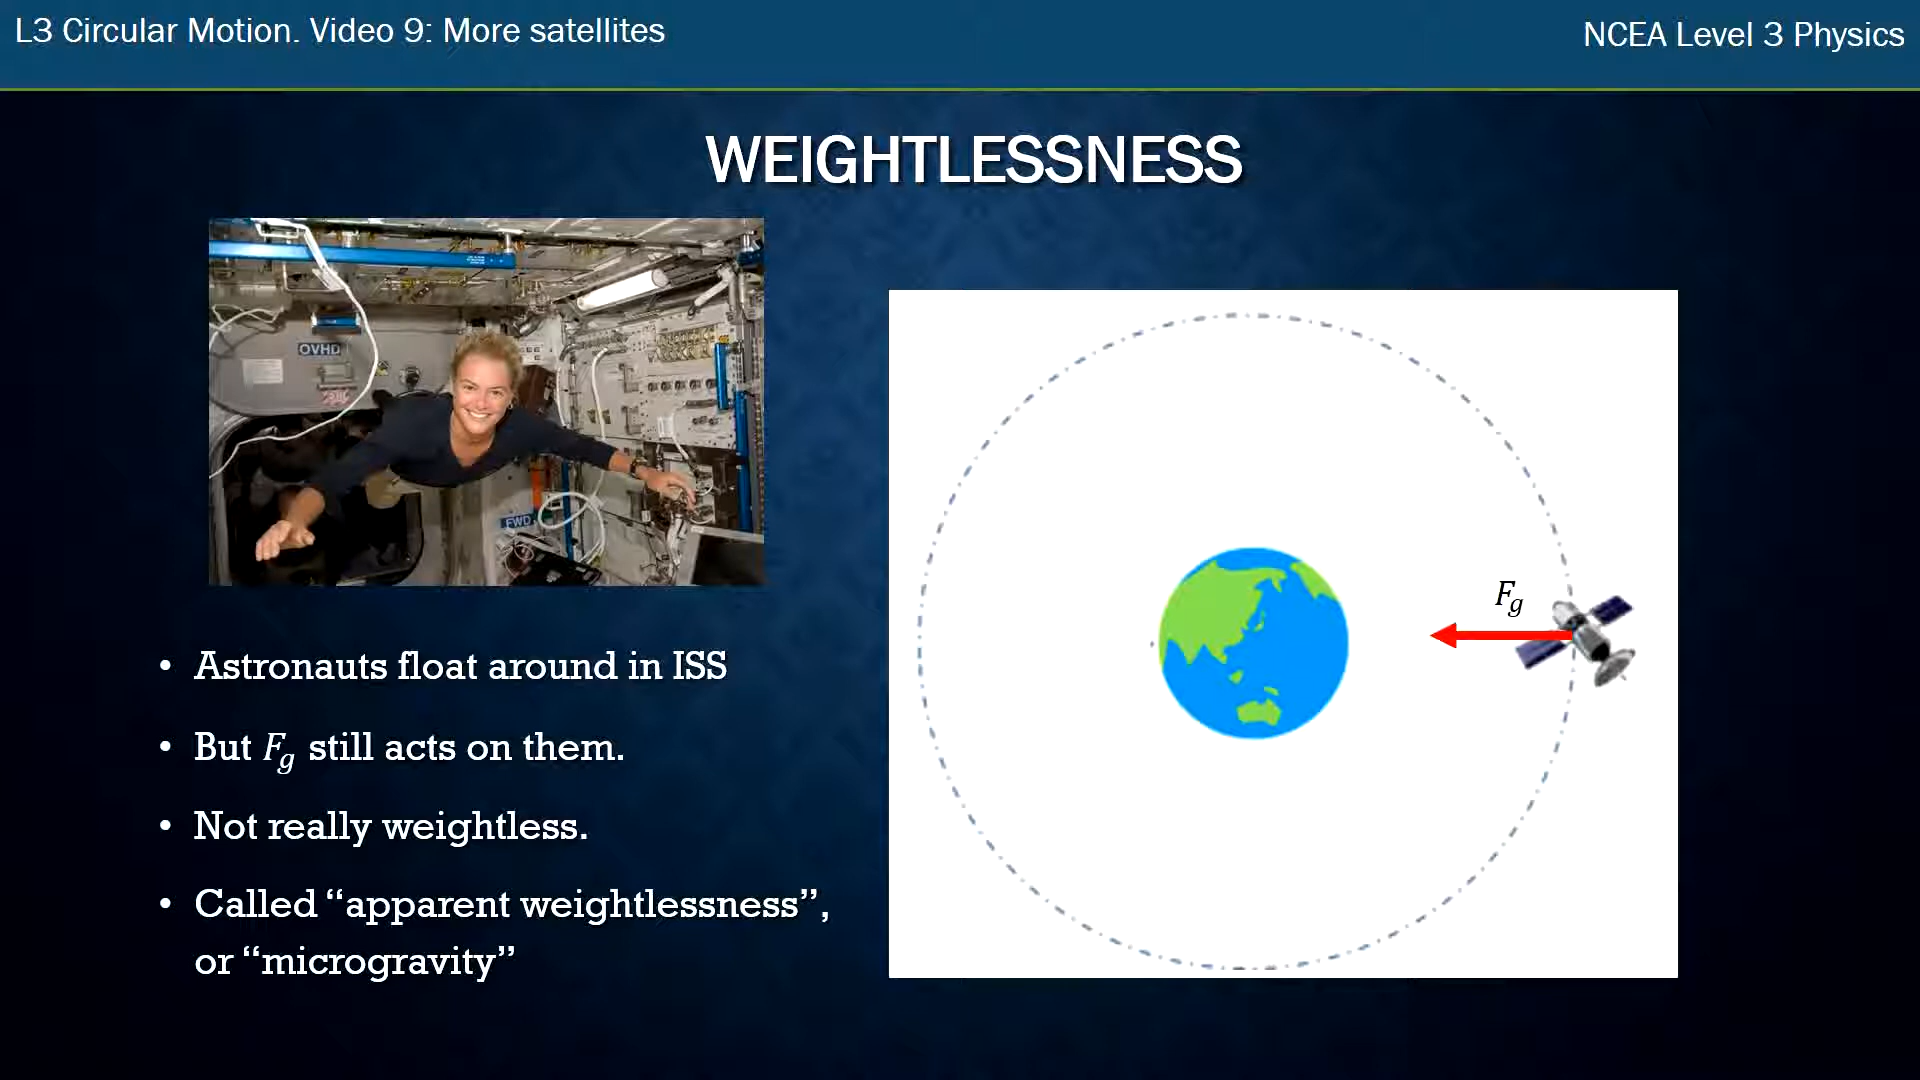 L3 Circular Motion. Video 9: More satellites
NCEA Level 3 Physics
WEIGHTLESSNESS
OVHD
FWD
• Astronauts float around in ISS
• But F_g still acts on them.
• Not really weightless.
• Called “apparent weightlessness”,
or “microgravity”
F_g